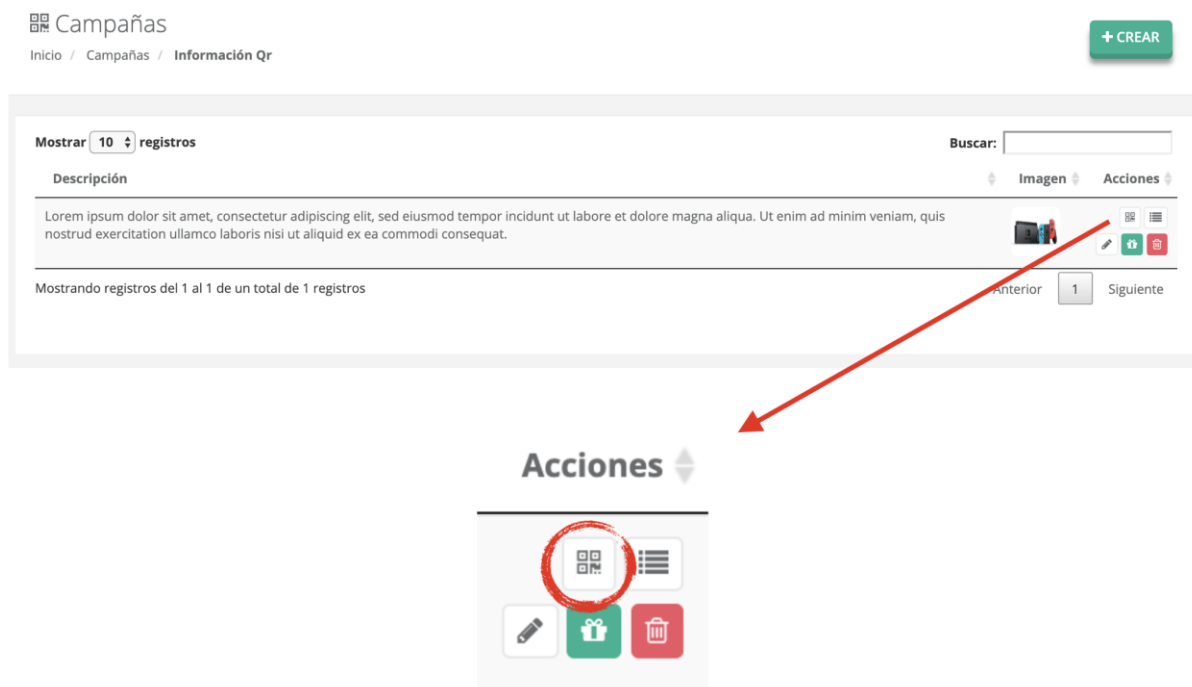 Campañas
+ CREAR
Inicio / Campañas / Información Qr
Mostrar 10 registros
Buscar:
Descripción Imagen Acciones
Lorem ipsum dolor sit amet, consectetur adipiscing elit, sed eiusmod tempor incidunt ut labore et dolore magna aliqua. Ut enim ad minim veniam, quis
nostrud exercitation ullamco laboris nisi ut aliquid ex ea commodi consequat.
Mostrando registros del 1 al 1 de un total de 1 registros
Anterior 1 Siguiente
Acciones